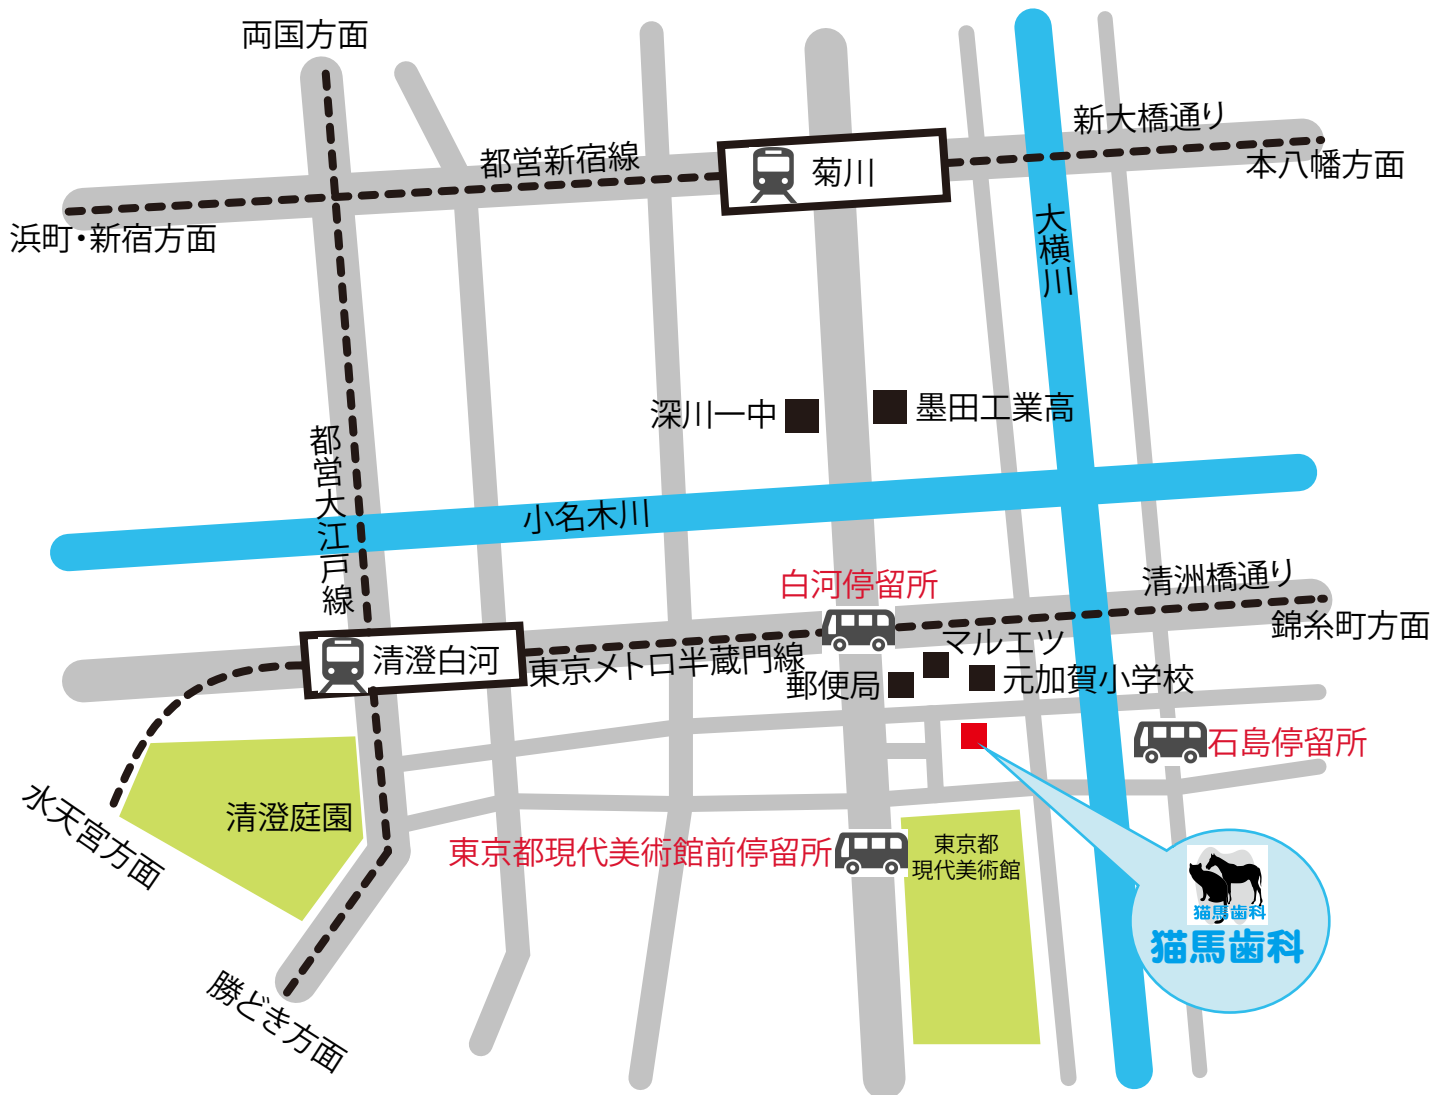 両国方面
新大橋通り
都営新宿線
菊川
本八幡方面
浜町・新宿方面
大横川
深川一中
墨田工業高
都営大江戸線
小名木川
白河停留所
清洲橋通り
錦糸町方面
マルエツ
清澄白河
東京メトロ半蔵門線
郵便局
元加賀小学校
石島停留所
水天宮方面
清澄庭園
東京都現代美術館前停留所
東京都
現代美術館
猫馬歯科
猫馬歯科
勝どき方面